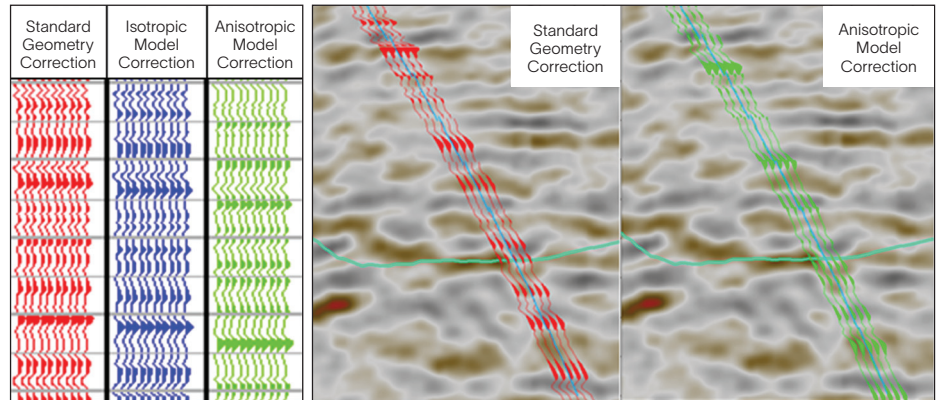 Standard
Geometry
Correction
Isotropic
Model
Correction
Anisotropic
Model
Correction
Standard
Geometry
Correction
Anisotropic
Model
Correction